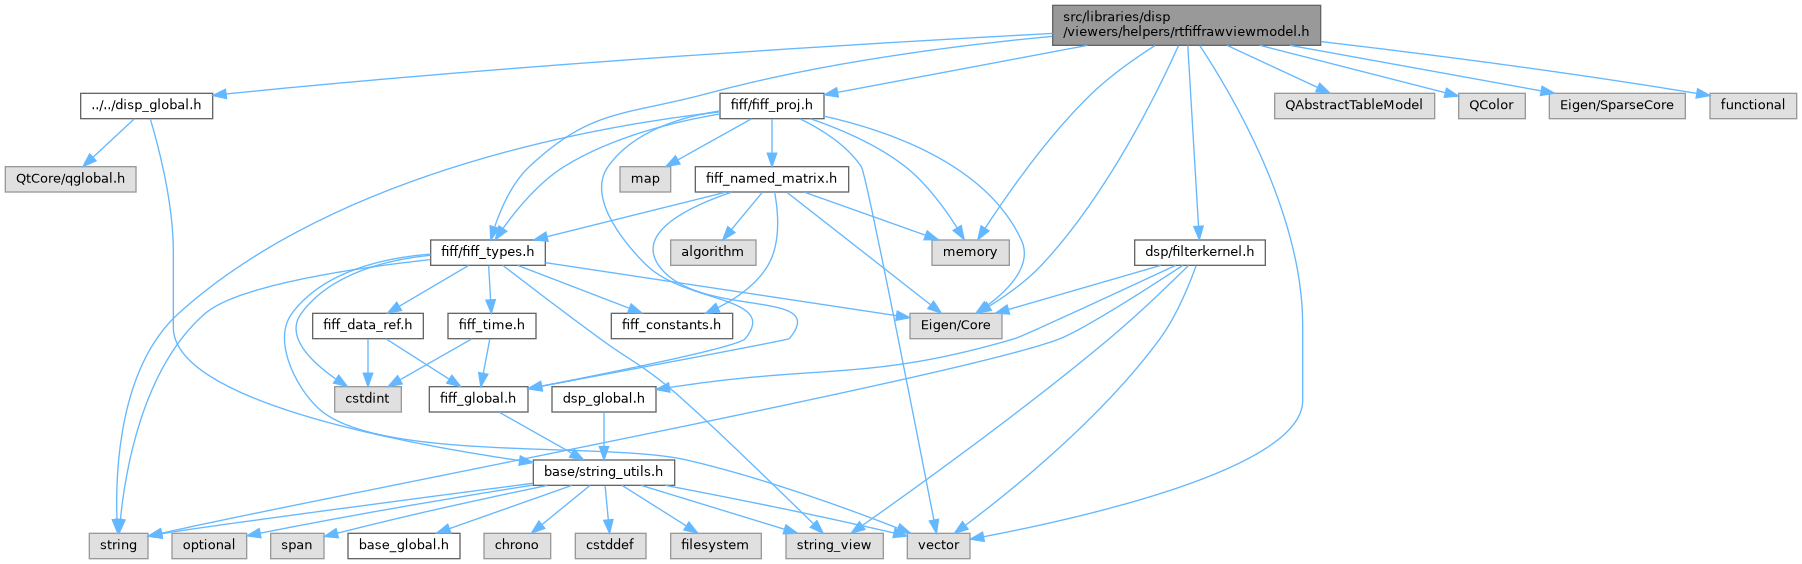 src/libraries/disp
/viewers/helpers/rtfiffrawviewmodel.h
../../disp_global.h
fiff/fiff_proj.h
QAbstractTableModel
QColor
Eigen/SparseCore
functional
QtCore/qglobal.h
map
fiff_named_matrix.h
fiff/fiff_types.h
algorithm
memory
dsp/filterkernel.h
fiff_data_ref.h
fiff_time.h
fiff_constants.h
Eigen/Core
cstdint
fiff_global.h
dsp_global.h
base/string_utils.h
string
optional
span
base_global.h
chrono
cstddef
filesystem
string_view
vector